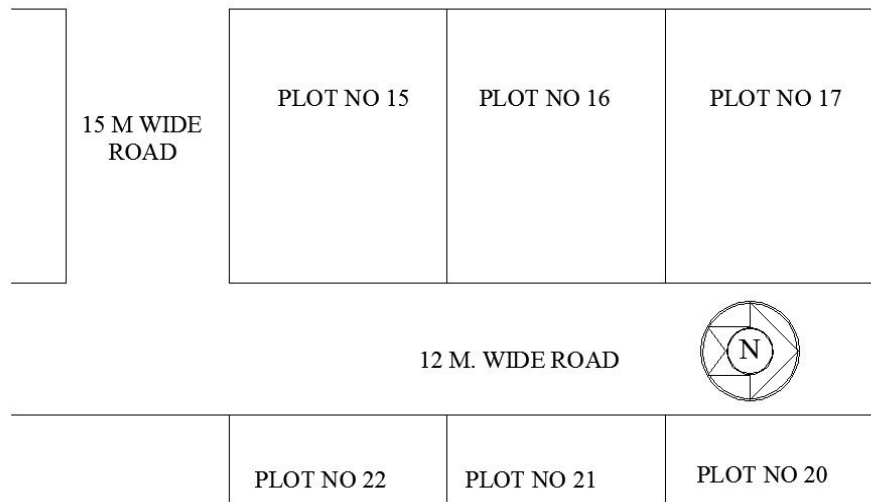 PLOT NO 15
PLOT NO 16
PLOT NO 17
15 M WIDE
ROAD
12 M. WIDE ROAD
N
PLOT NO 22
PLOT NO 21
PLOT NO 20